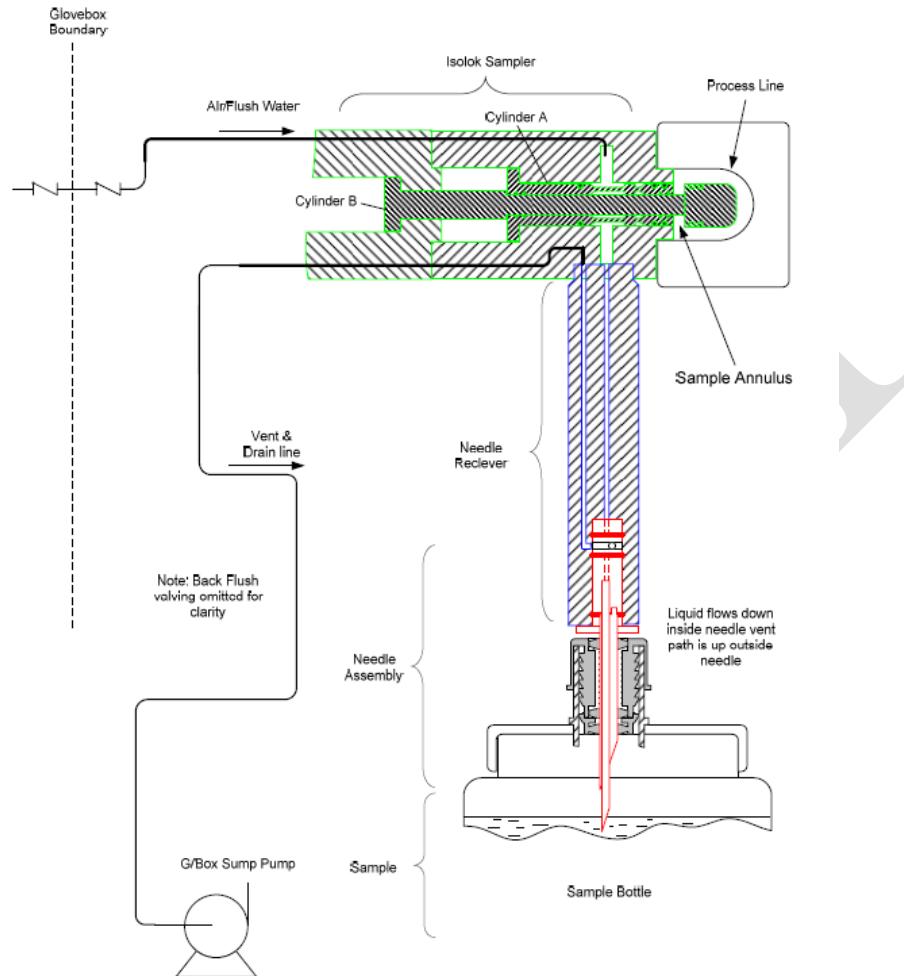 Glovebox
Boundary
Isolok Sampler
Process Line
Air/Flush Water
Cylinder A
Cylinder B
Sample Annulus
Vent &
Drain line
Needle
Reciever
Note: Back Flush
valving omitted for
clarity
Liquid flows down
inside needle vent
path is up outside
needle
Needle
Assembly
G/Box Sump Pump
Sample
Sample Bottle